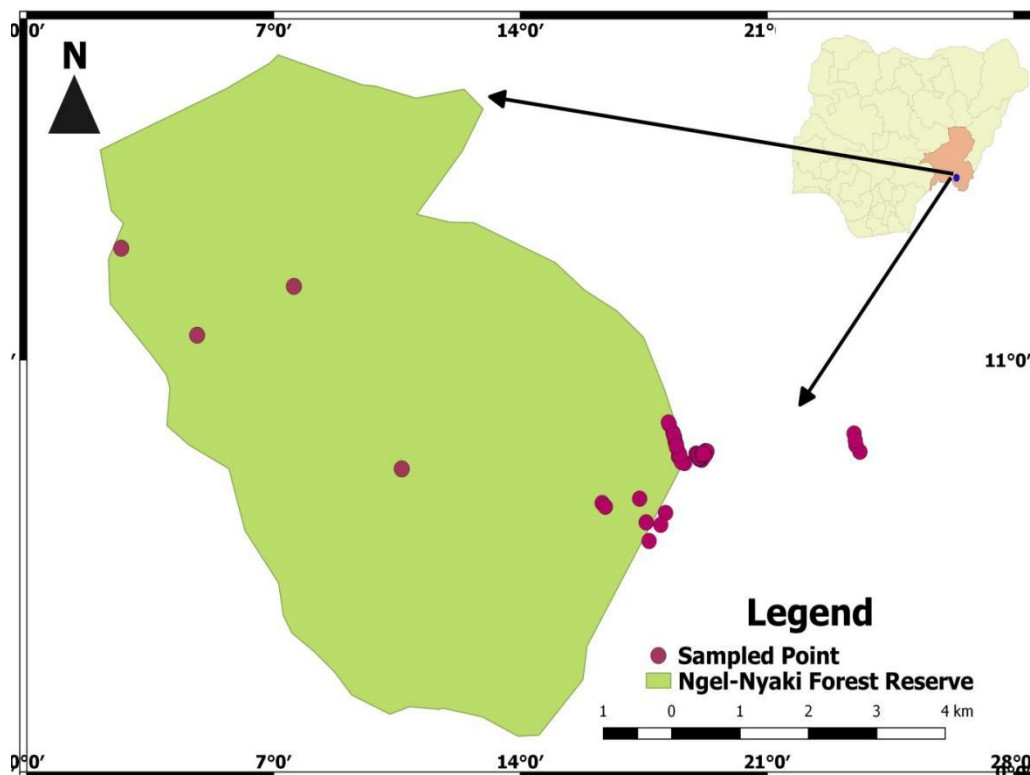 0°0′ 7°0′ 14°0′ 21°
N
11°0′
Legend
Sampled Point
Ngel-Nyaki Forest Reserve
1 0 1 2 3 4 km
0°0′ 7°0′ 14°0′ 21°0′ 28°0′